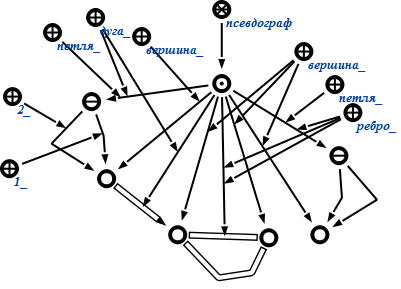 псевдограф
дуга_
петля_
вершина_
вершина_
петля_
2_
ребро_
1_